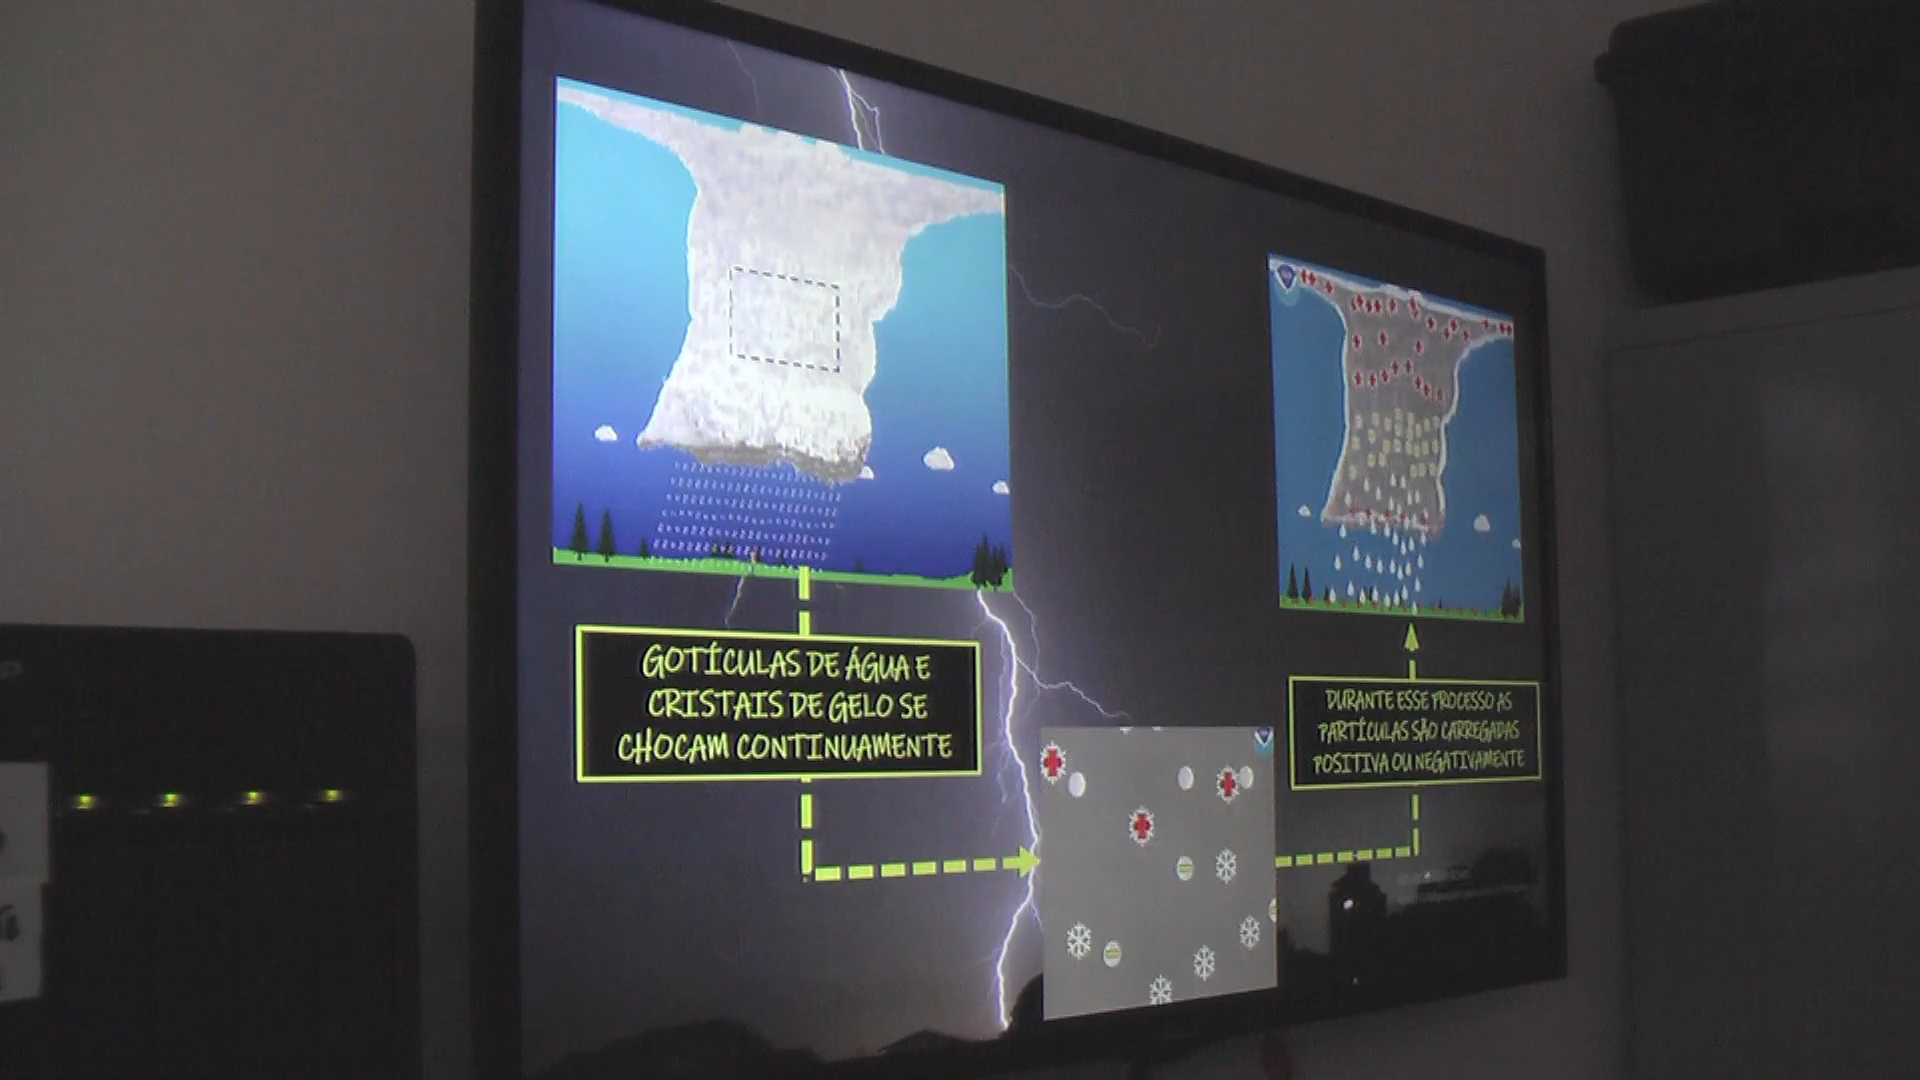 GOTÍCULAS DE ÁGUA E
CRISTAIS DE GELO SE
CHOCAM CONTINUAMENTE
DURANTE ESSE PROCESSO AS
PARTÍCULAS SÃO CARREGADAS
POSITIVA OU NEGATIVAMENTE